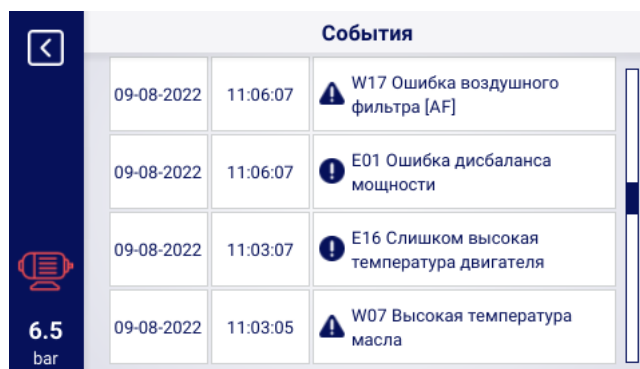 События
09-08-2022 11:06:07 W17 Ошибка воздушного
фильтра [AF]
09-08-2022 11:06:07 E01 Ошибка дисбаланса
мощности
09-08-2022 11:03:07 E16 Слишком высокая
температура двигателя
09-08-2022 11:03:05 W07 Высокая температура
масла
6.5
bar